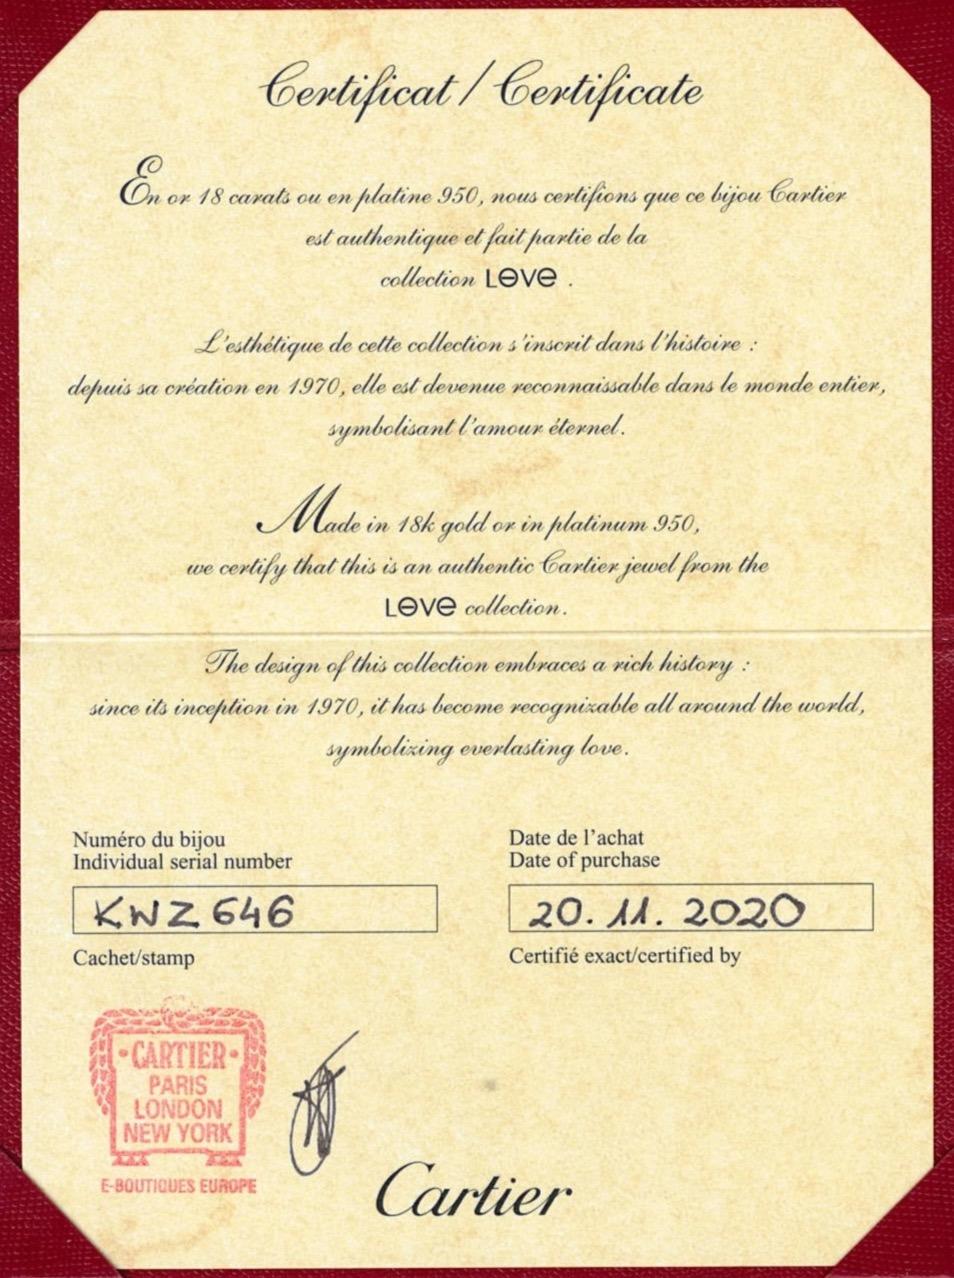 Certificat / Certificate
En or 18 carats ou en platine 950, nous certifions que ce bijou Cartier
est authentique et fait partie de la
collection LOVE .
L'esthétique de cette collection s'inscrit dans l'histoire :
depuis sa création en 1970, elle est devenue reconnaissable dans le monde entier,
symbolisant l'amour éternel.
Made in 18k gold or in platinum 950,
we certify that this is an authentic Cartier jewel from the
LOVE collection.
The design of this collection embraces a rich history :
since its inception in 1970, it has become recognizable all around the world,
symbolizing everlasting love.
Numéro du bijou
Individual serial number
KWZ 646
Cachet/stamp
Date de l'achat
Date of purchase
20. 11. 2020
Certifié exact/certified by
• CARTIER •
PARIS
LONDON
NEW YORK
E-BOUTIQUES EUROPE
Cartier